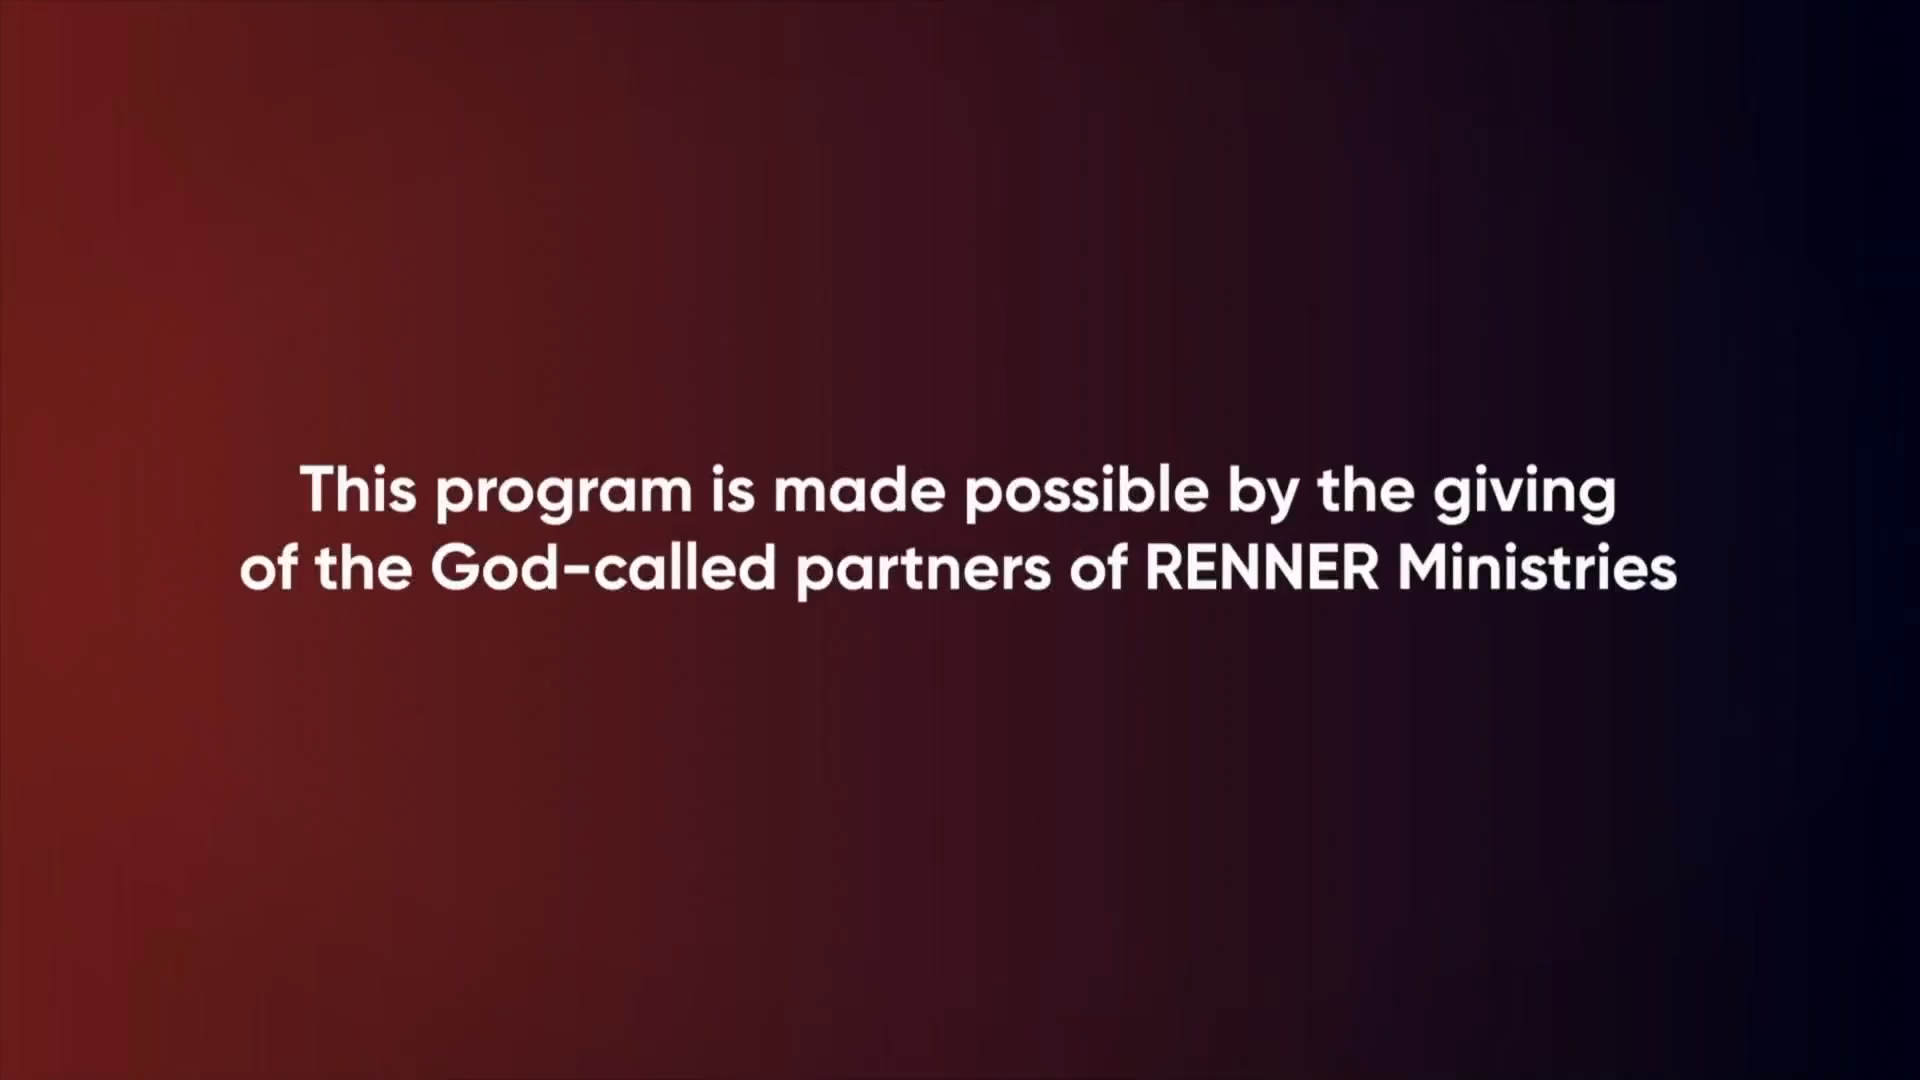 This program is made possible by the giving
of the God-called partners of RENNER Ministries